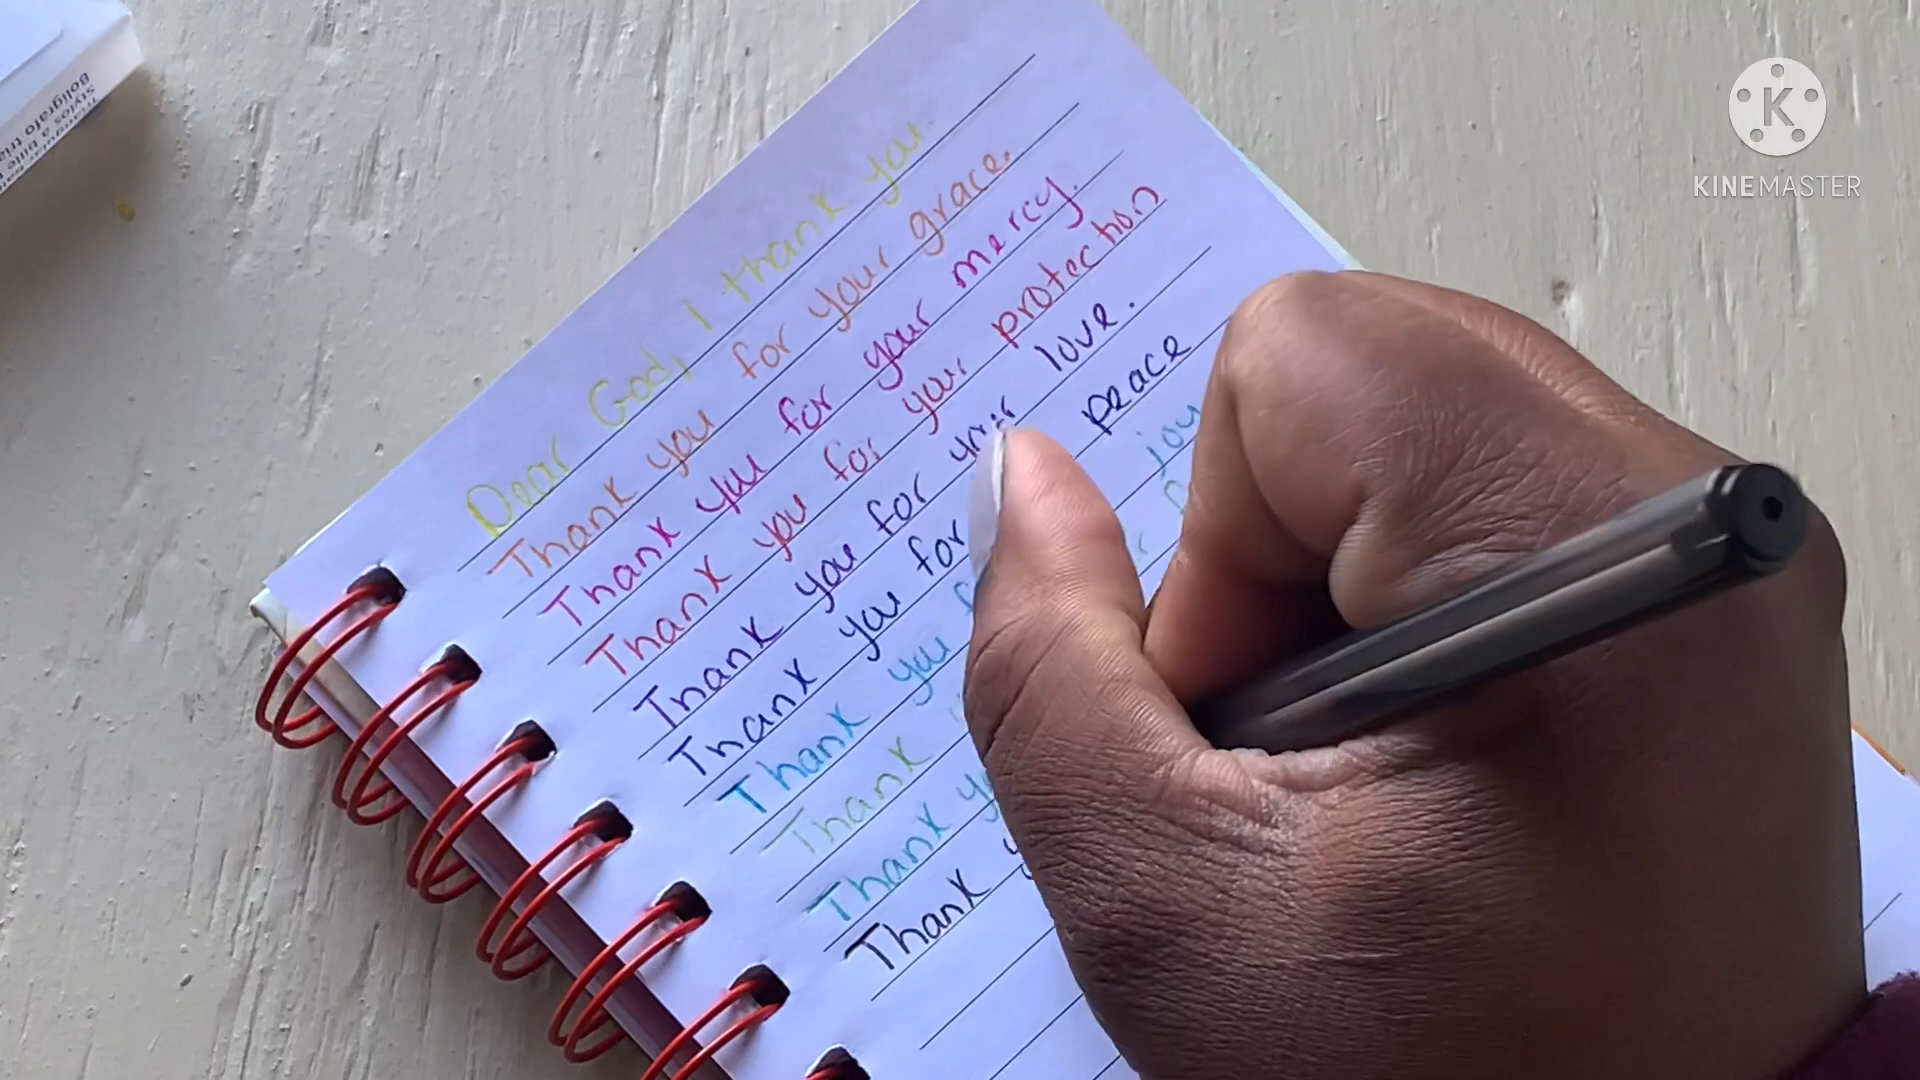 Dear God, I thank you
Thank you for your grace.
Thank you for your mercy.
Thank you for your protection
Thank you for your love.
Thank you for peace
Thank you joy
Thank
Thank
Thank
KINEMASTER